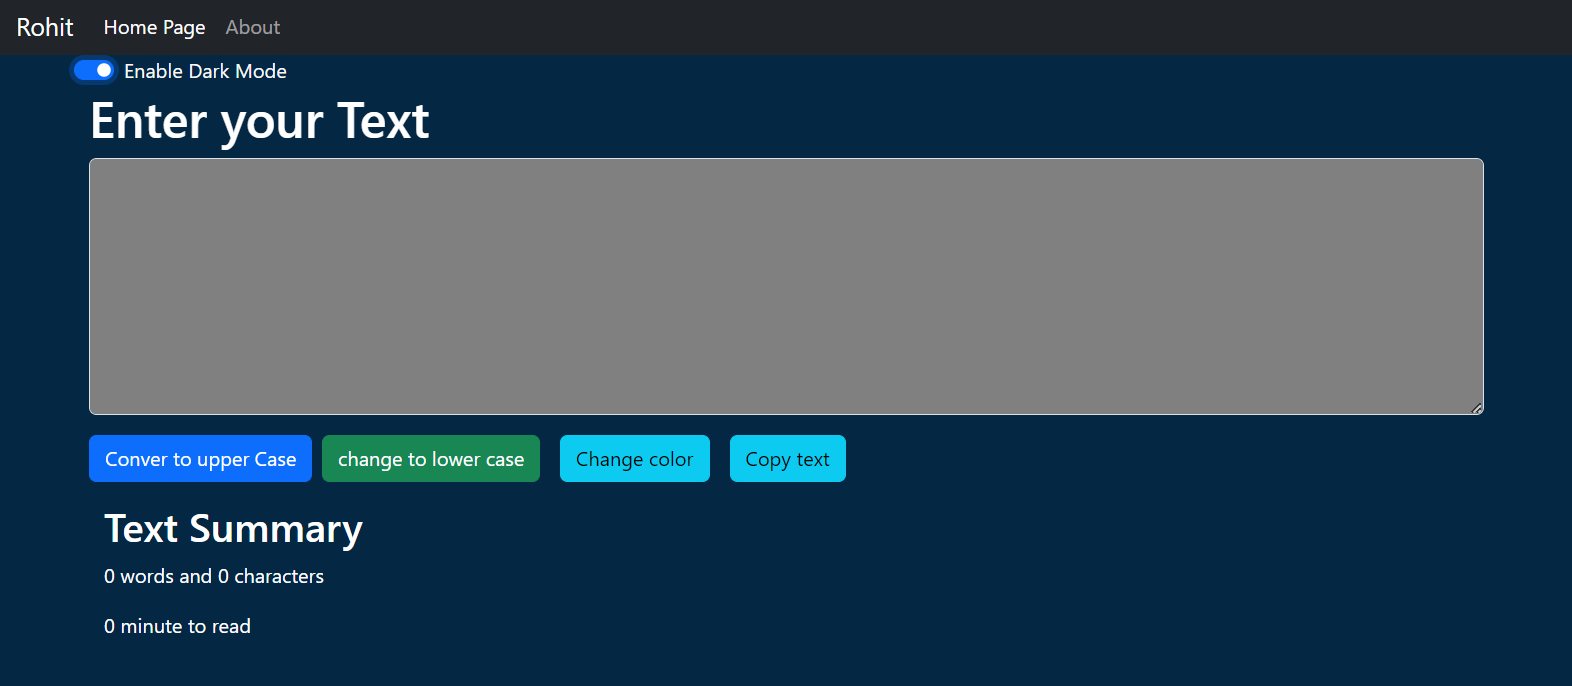 Rohit Home Page About
Enable Dark Mode
Enter your Text
Conver to upper Case change to lower case Change color Copy text
Text Summary
0 words and 0 characters
0 minute to read